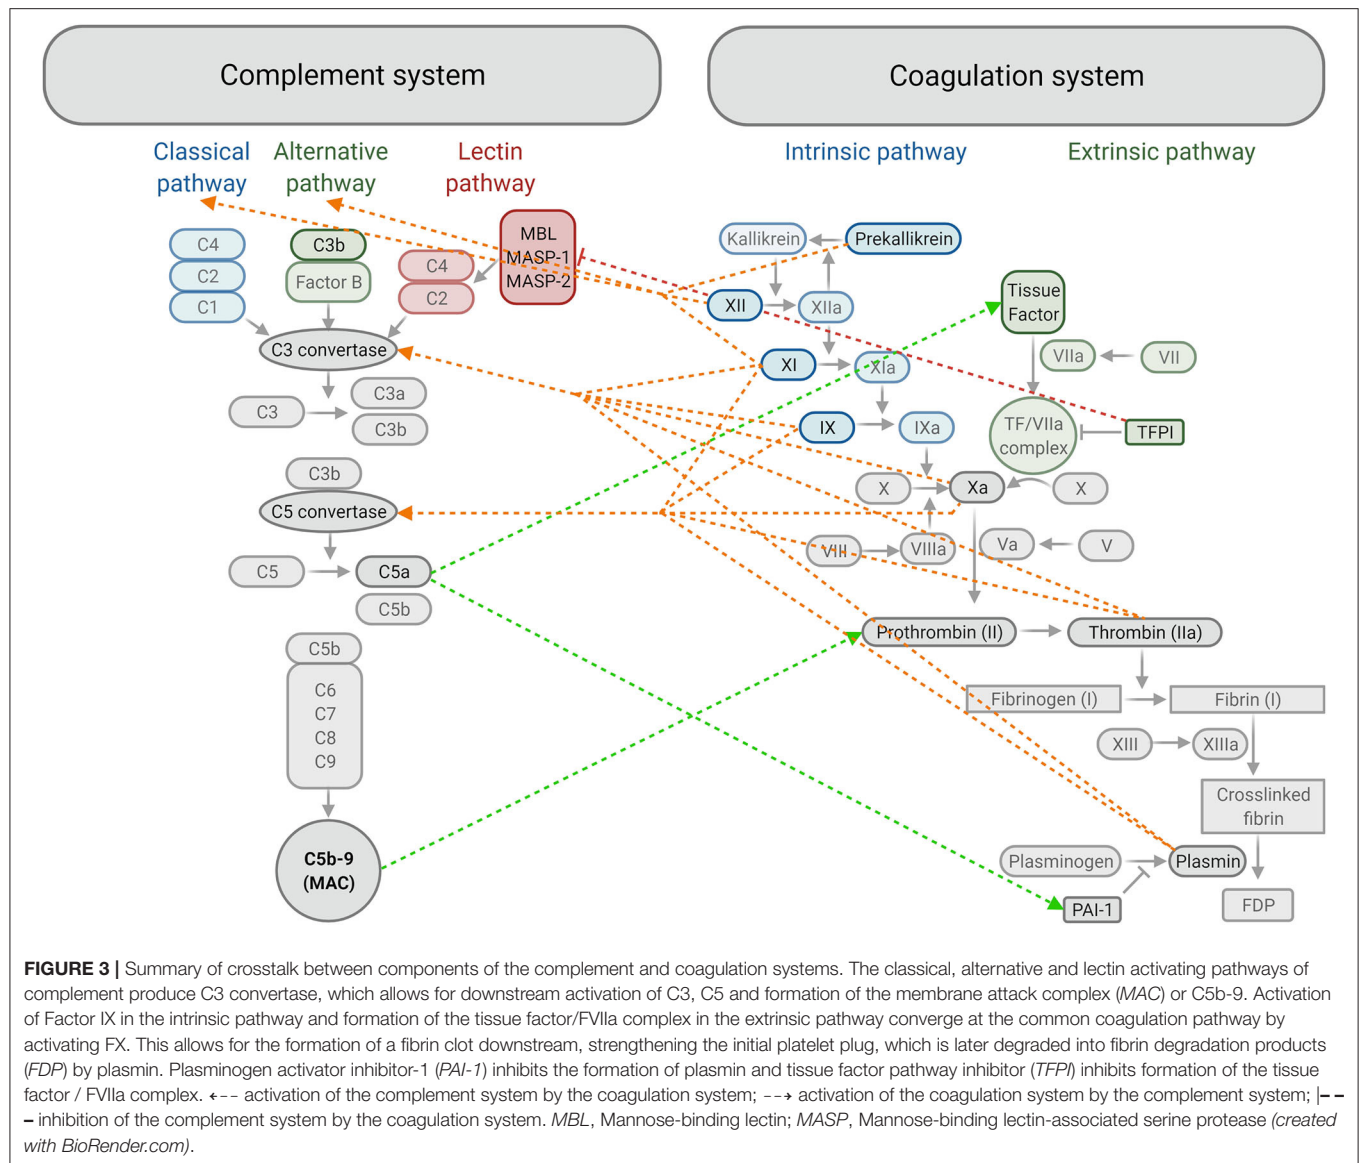 Complement system
Coagulation system
Classical
pathway
Alternative
pathway
Lectin
pathway
Intrinsic pathway
Extrinsic pathway
C4
C2
C1
C3b
Factor B
C4
C2
MBL
MASP-1
MASP-2
C3 convertase
C3
C3a
C3b
C3b
C5 convertase
C5
C5a
C5b
C5b
C6
C7
C8
C9
C5b-9
(MAC)
Kallikrein
Prekallikrein
XII
XIIa
XI
XIa
IX
IXa
Tissue
Factor
VIIa
VII
TF/VIIa
complex
TFPI
X
Xa
X
VIII
VIIIa
Va
V
Prothrombin (II)
Thrombin (IIa)
Fibrinogen (I)
Fibrin (I)
XIII
XIIIa
Crosslinked
fibrin
Plasminogen
Plasmin
PAI-1
FDP
FIGURE 3 | Summary of crosstalk between components of the complement and coagulation systems. The classical, alternative and lectin activating pathways of
complement produce C3 convertase, which allows for downstream activation of C3, C5 and formation of the membrane attack complex (MAC) or C5b-9. Activation
of Factor IX in the intrinsic pathway and formation of the tissue factor/FVIIa complex in the extrinsic pathway converge at the common coagulation pathway by
activating FX. This allows for the formation of a fibrin clot downstream, strengthening the initial platelet plug, which is later degraded into fibrin degradation products
(FDP) by plasmin. Plasminogen activator inhibitor-1 (PAI-1) inhibits the formation of plasmin and tissue factor pathway inhibitor (TFPI) inhibits formation of the tissue
factor / FVIIa complex. ←-- activation of the complement system by the coagulation system; --→ activation of the coagulation system by the complement system; |– –
– inhibition of the complement system by the coagulation system. MBL, Mannose-binding lectin; MASP, Mannose-binding lectin-associated serine protease (created
with BioRender.com).